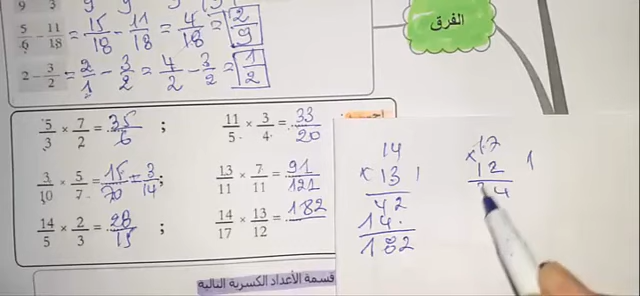 الفرق
5/6 − 11/18 = 15/18 − 11/18 = 4/18 = 2/9
2 − 3/2 = 2/1 − 3/2 = 4/2 − 3/2 = 1/2
5/3 × 7/2 = 35/6 ; 11/5 × 3/4 = 33/20
3/10 × 5/7 = 15/70 = 3/14 ; 13/11 × 7/11 = 91/121
14/5 × 2/3 = 28/15 ; 14/17 × 13/12 = 182
14
× 13
42
14.
182
× 17
12
34
1
قسمة الأعداد الكسرية التالية